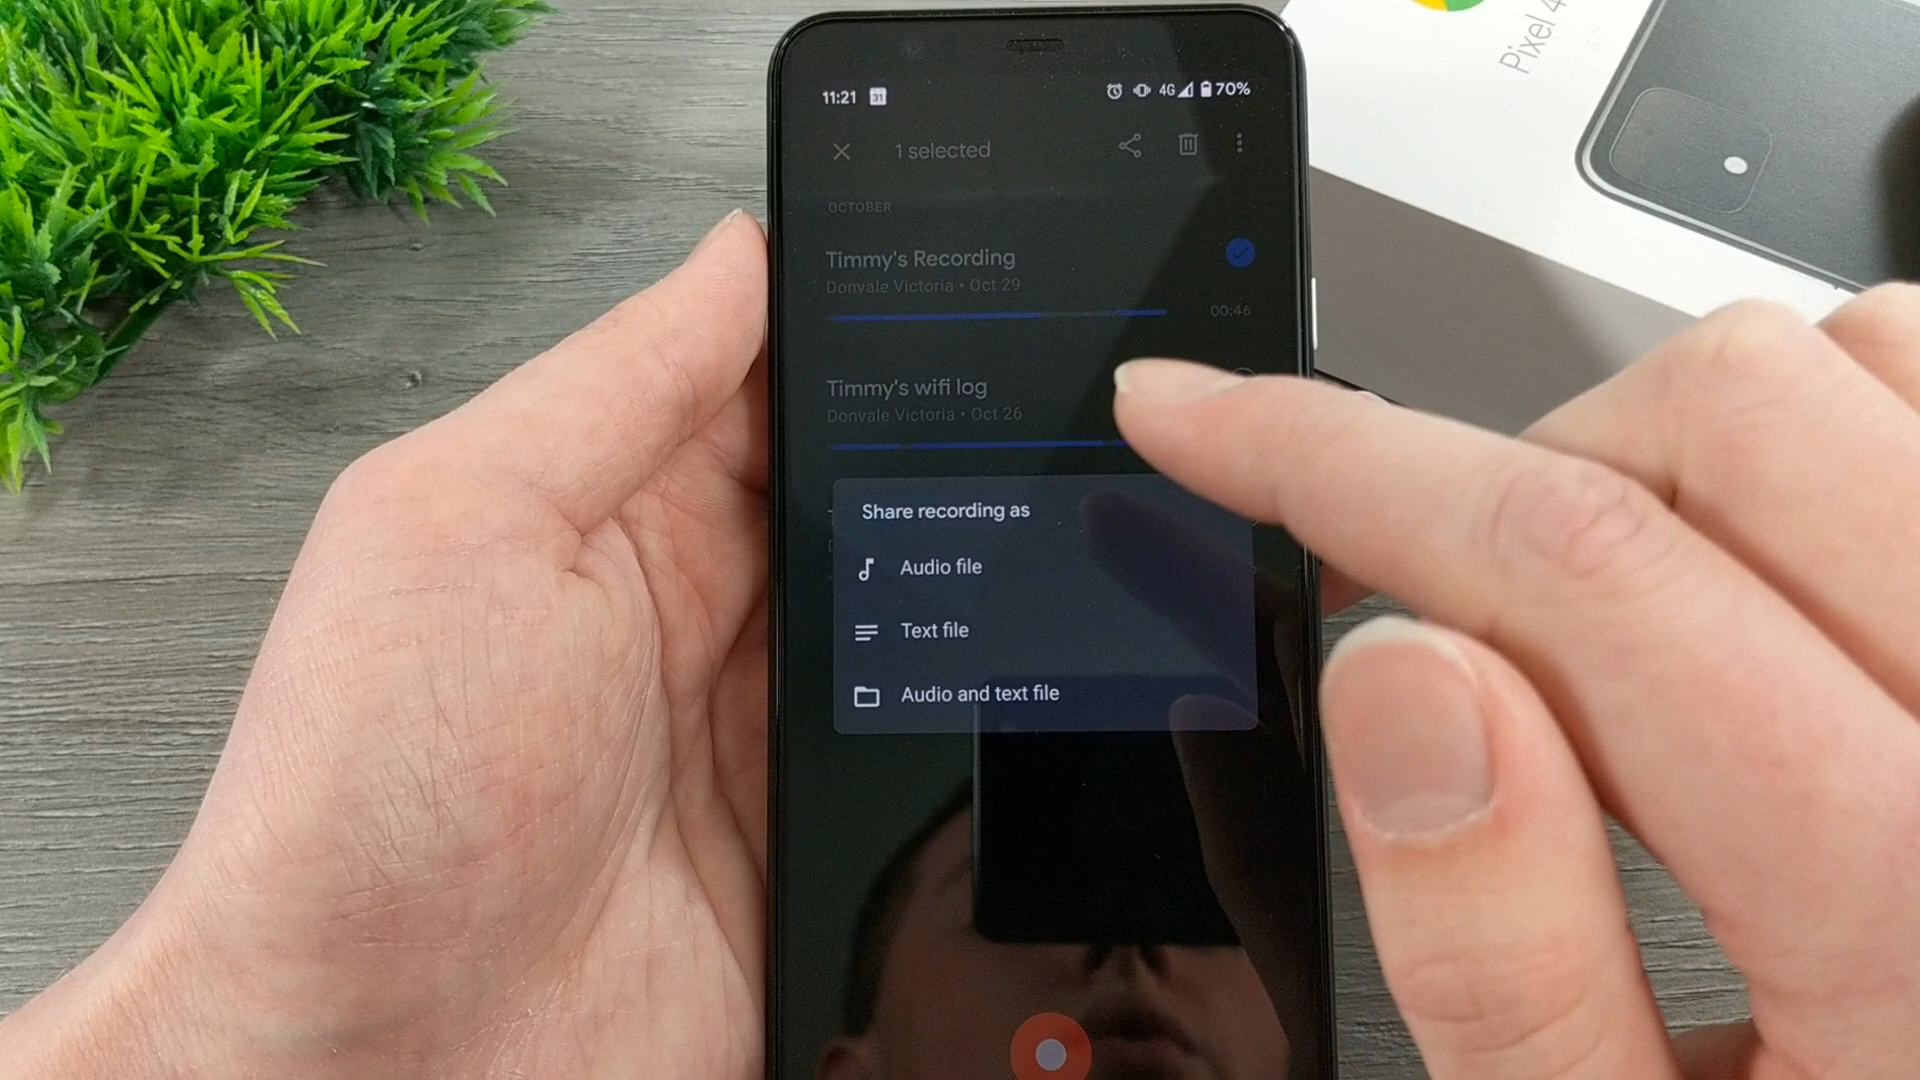 Pixel 4
11:21 31 4G 70%
1 selected
OCTOBER
Timmy's Recording
Donvale Victoria • Oct 29
00:46
Timmy's wifi log
Donvale Victoria • Oct 26
Share recording as
Audio file
Text file
Audio and text file